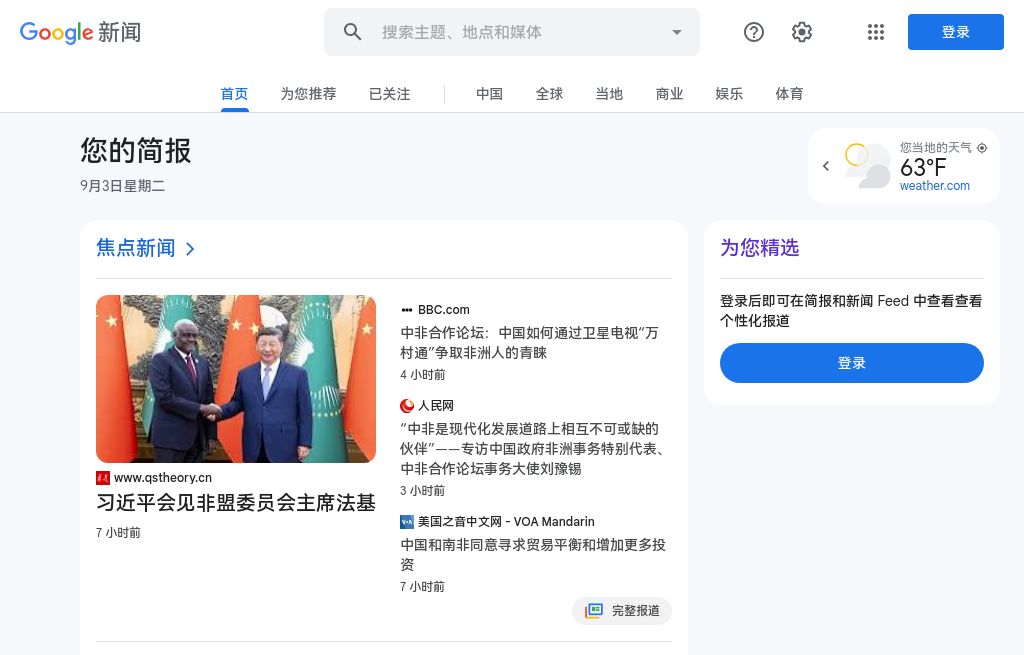 Google 新闻
搜索主题、地点和媒体
登录
首页
为您推荐
已关注
中国
全球
当地
商业
娱乐
体育
您的简报
9月3日星期二
您当地的天气
63°F
weather.com
焦点新闻
www.qstheory.cn
习近平会见非盟委员会主席法基
7 小时前
BBC.com
中非合作论坛：中国如何通过卫星电视“万
村通”争取非洲人的青睐
4 小时前
人民网
“中非是现代化发展道路上相互不可或缺的
伙伴”——专访中国政府非洲事务特别代表、
中非合作论坛事务大使刘豫锡
3 小时前
VOA
美国之音中文网 - VOA Mandarin
中国和南非同意寻求贸易平衡和增加更多投
资
7 小时前
完整报道
为您精选
登录后即可在简报和新闻 Feed 中查看查看
个性化报道
登录